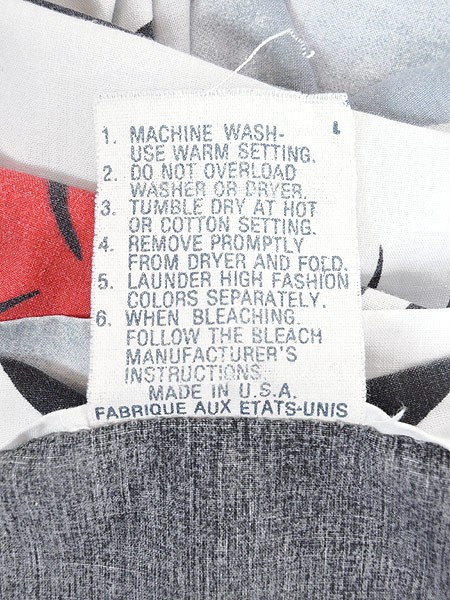 L
1. MACHINE WASH-
USE WARM SETTING.
2. DO NOT OVERLOAD
WASHER OR DRYER.
3. TUMBLE DRY AT HOT
OR COTTON SETTING.
4. REMOVE PROMPTLY
FROM DRYER AND FOLD.
5. LAUNDER HIGH FASHION
COLORS SEPARATELY.
6. WHEN BLEACHING.
FOLLOW THE BLEACH
MANUFACTURER'S
INSTRUCTIONS.
MADE IN U.S.A.
FABRIQUE AUX ETATS-UNIS